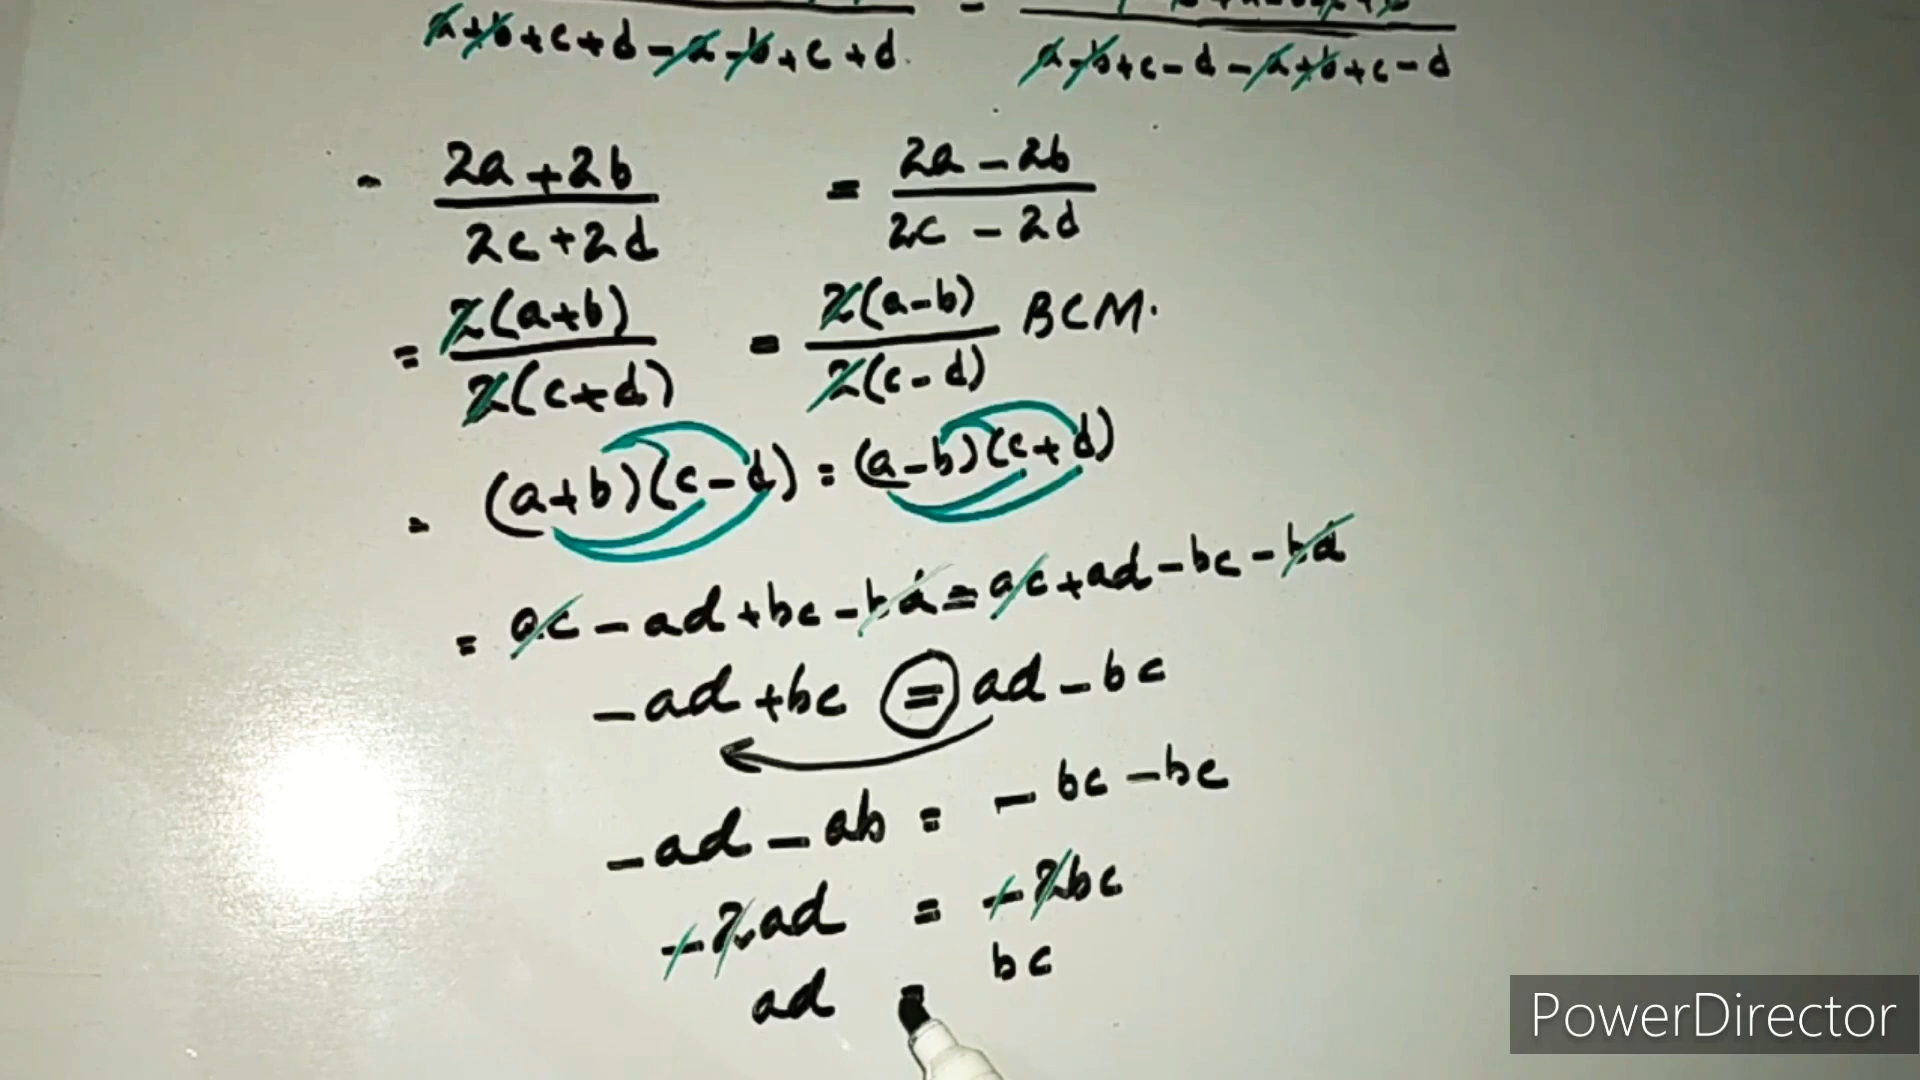 a+b+c+d-a-b+c+d = a-b+c-d-a+b+c-d
= 2a+2b = 2a-2b
2c+2d 2c-2d
= 2(a+b) = 2(a-b) BCM.
2(c+d) 2(c-d)
= (a+b)(c-d) = (a-b)(c+d)
= ac-ad+bc-bd=ac+ad-bc-bd
-ad+bc = ad-bc
-ad-ab = -bc-bc
-2ad = -2bc
ad = bc
PowerDirector